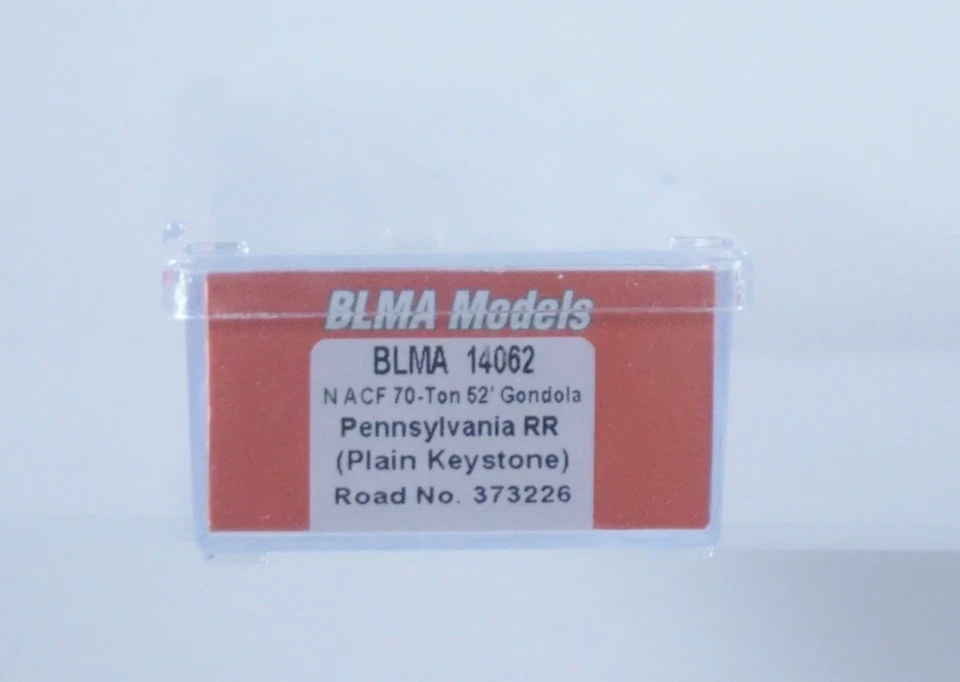 BLMA Models
BLMA 14062
N ACF 70-Ton 52' Gondola
Pennsylvania RR
(Plain Keystone)
Road No. 373226